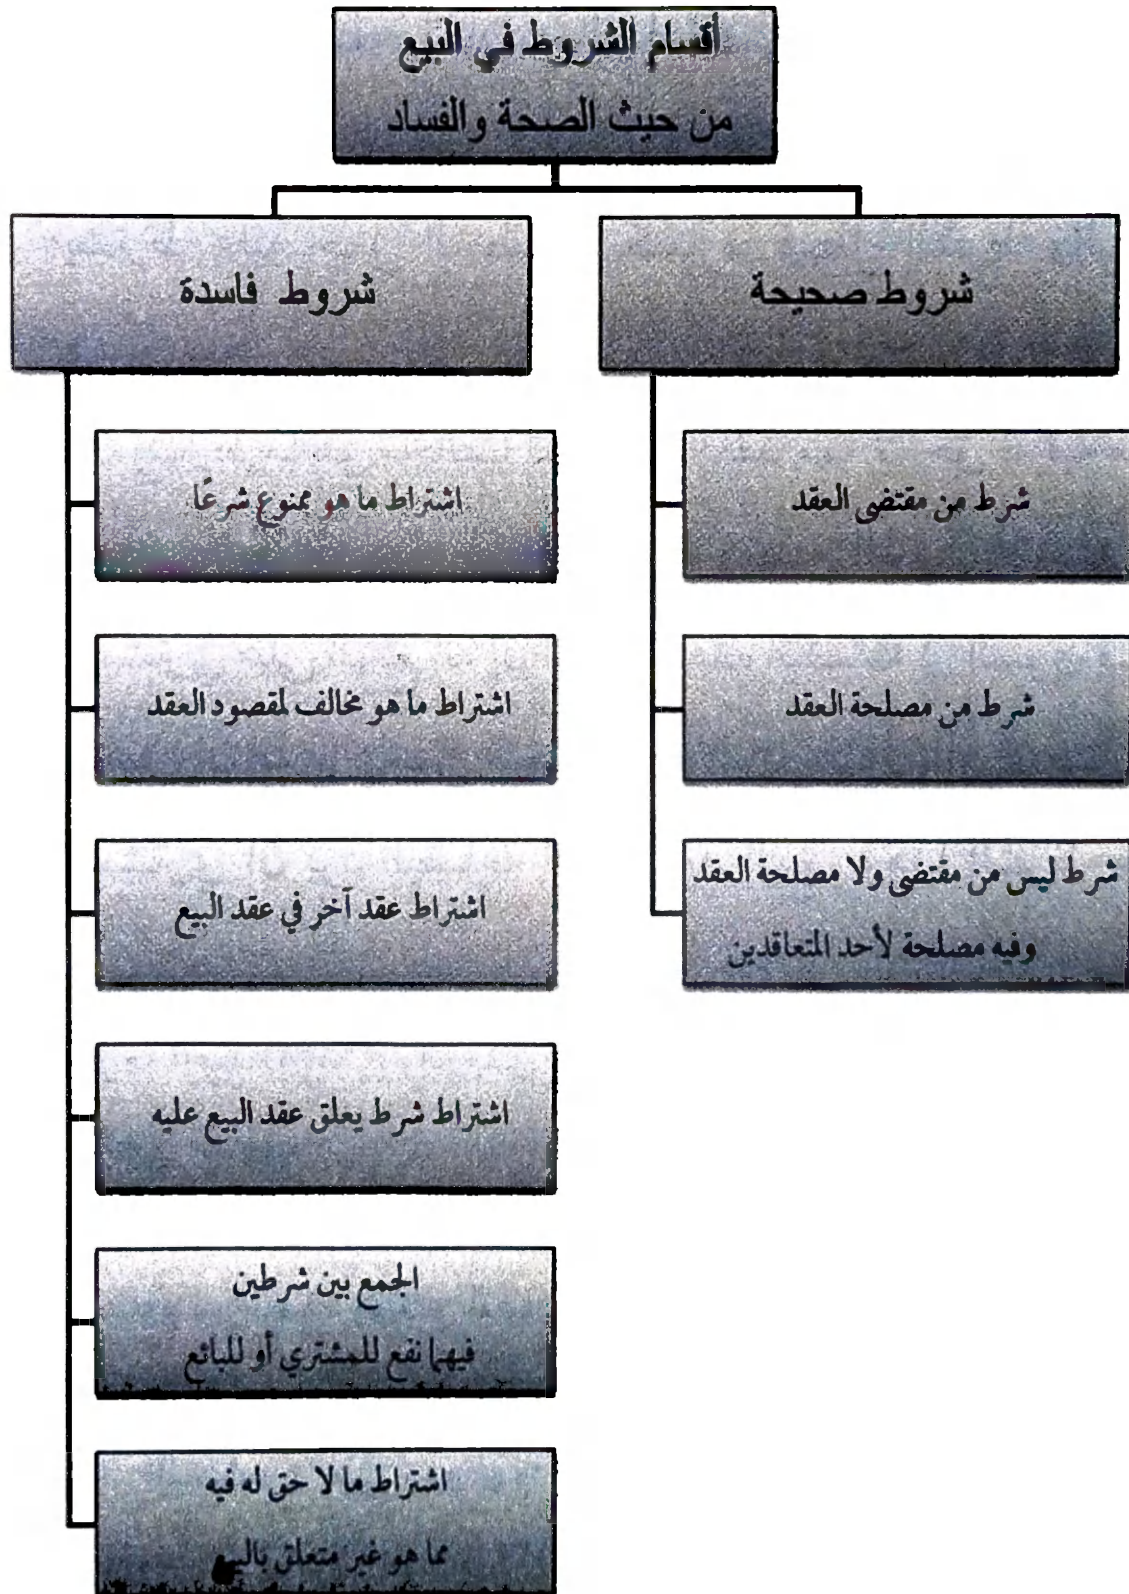 أقسام الشروط في البيع
من حيث الصحة والفساد
شروط صحيحة
شرط من مقتضى العقد
شرط من مصلحة العقد
شرط ليس من مقتضى ولا مصلحة العقد
وفيه مصلحة لأحد المتعاقدين
شروط فاسدة
اشتراط ما هو ممنوع شرعًا
اشتراط ما هو مخالف لمقصود العقد
اشتراط عقد آخر في عقد البيع
اشتراط شرط يعلق عقد البيع عليه
الجمع بين شرطين
فيهما نفع للمشتري أو للبائع
اشتراط ما لا حق له فيه
مما هو غير متعلق بالبيع